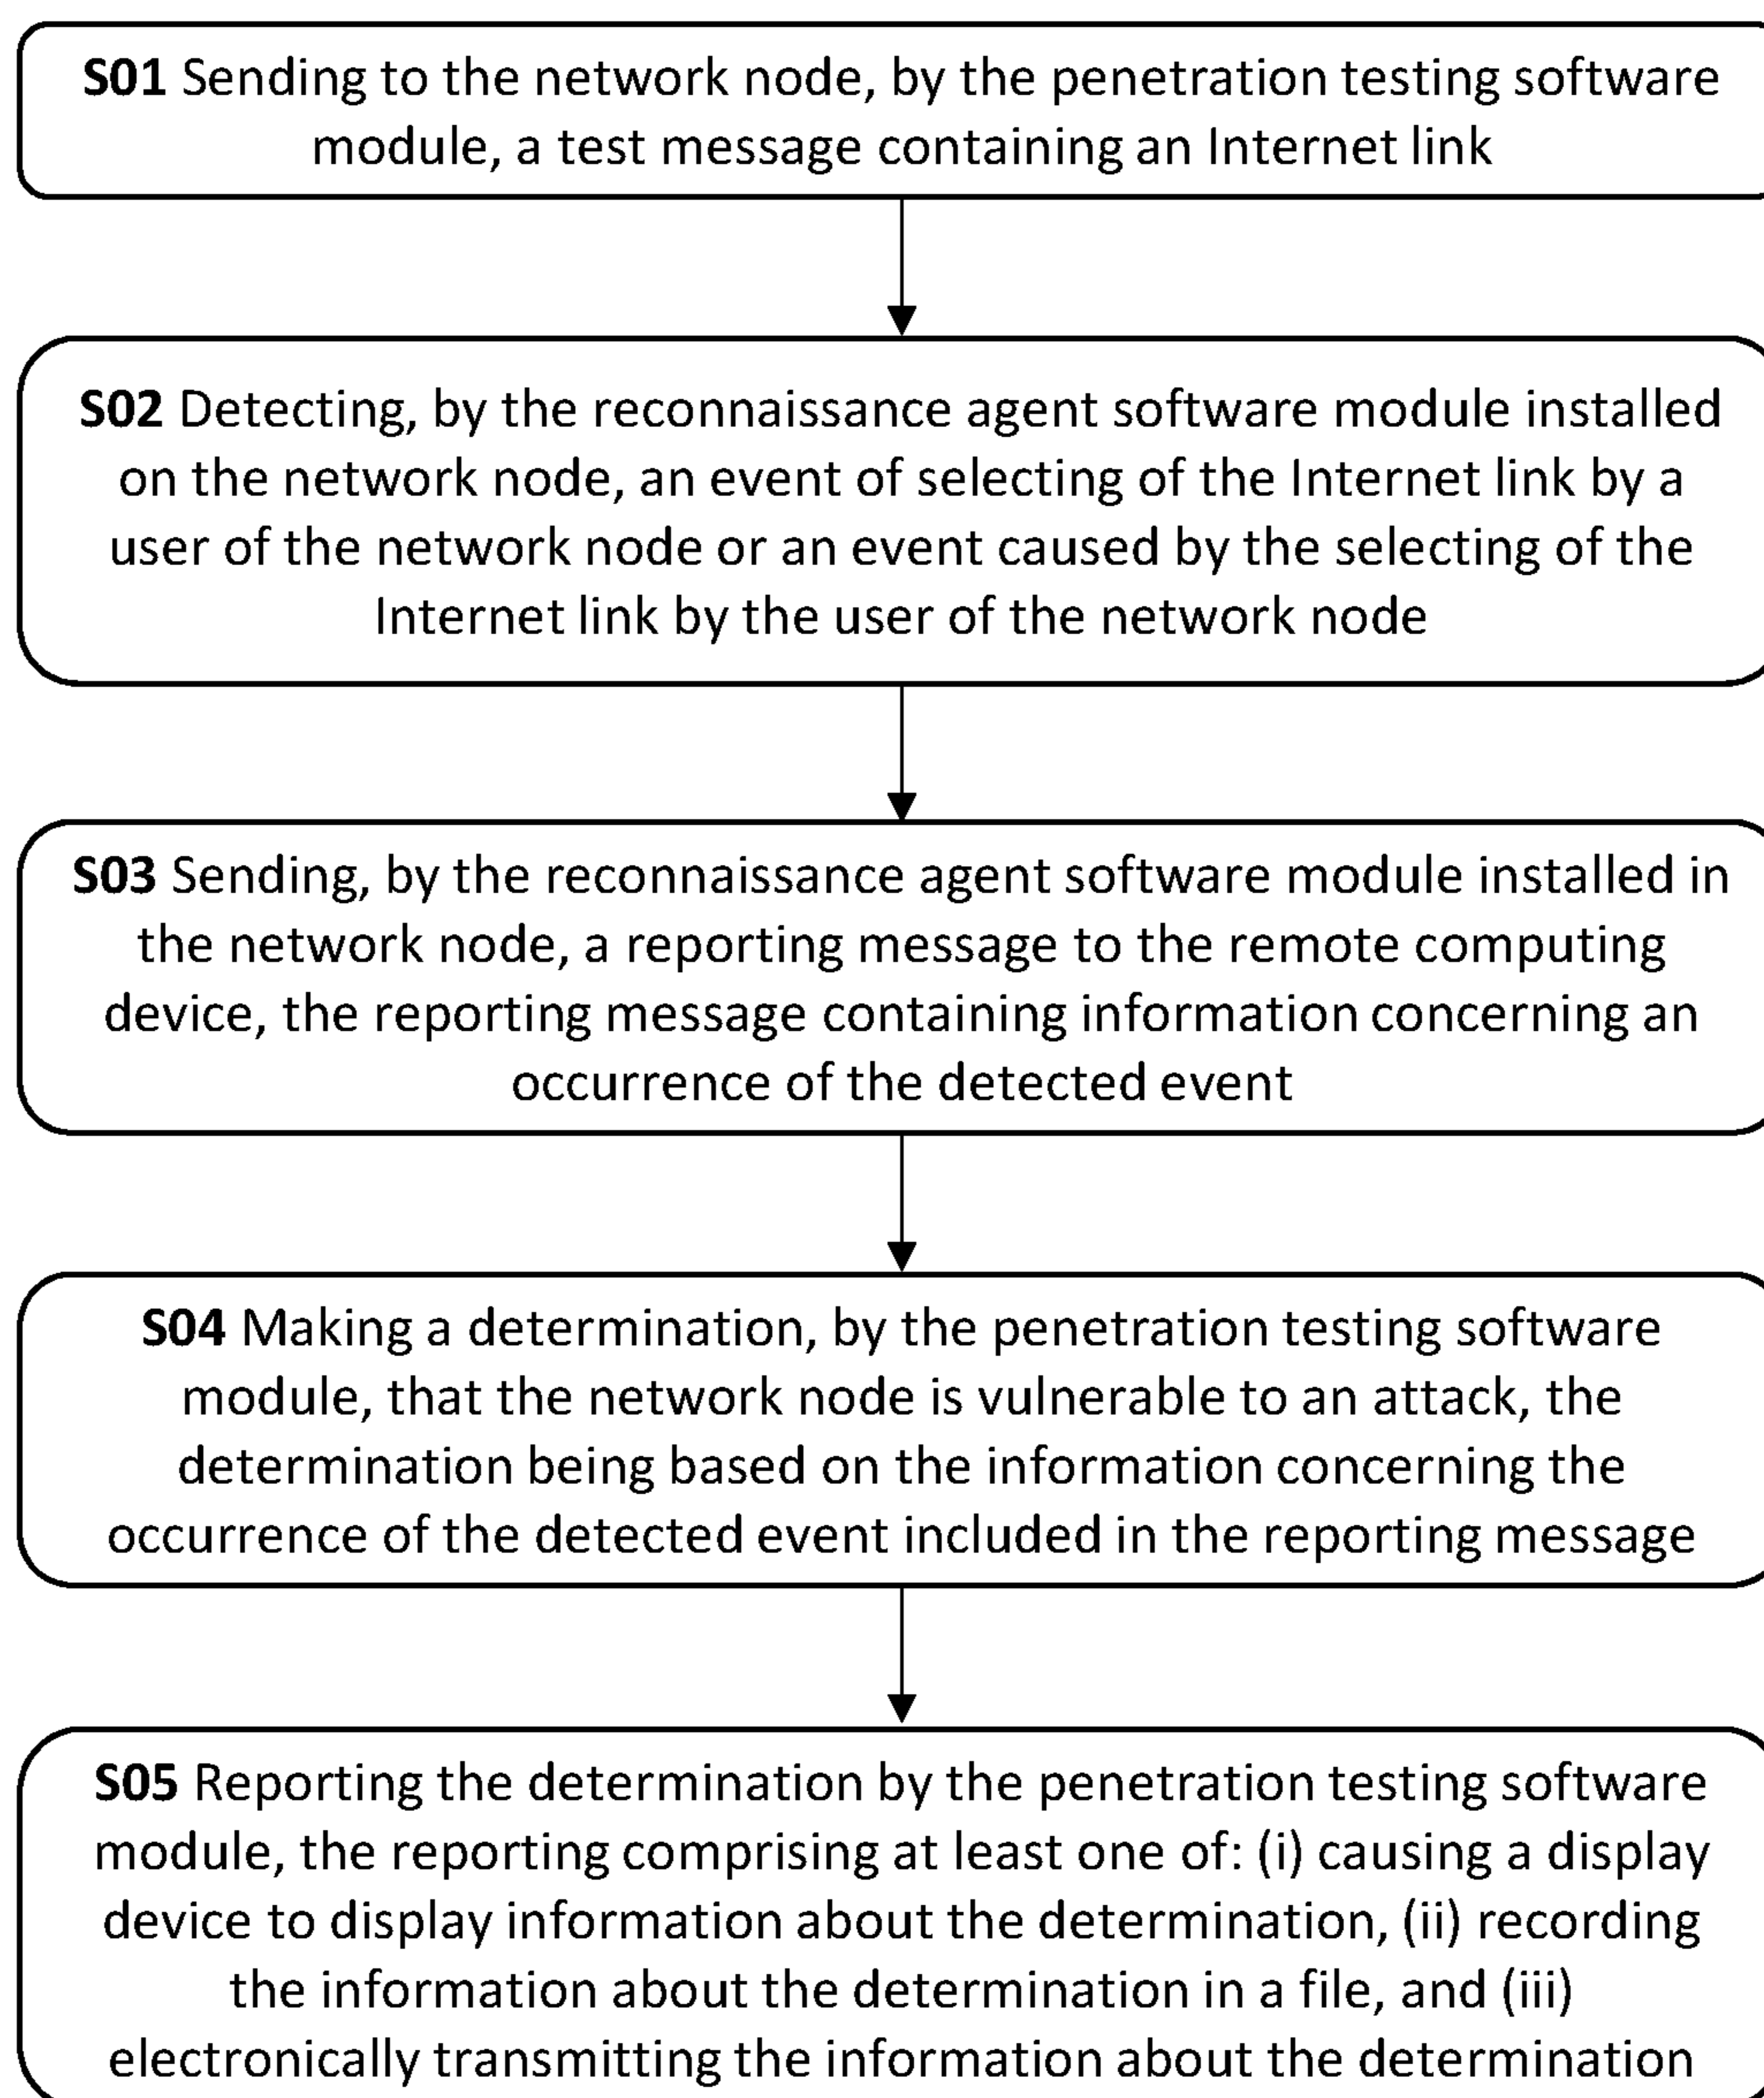 S01 Sending to the network node, by the penetration testing software
module, a test message containing an Internet link
S02 Detecting, by the reconnaissance agent software module installed
on the network node, an event of selecting of the Internet link by a
user of the network node or an event caused by the selecting of the
Internet link by the user of the network node
S03 Sending, by the reconnaissance agent software module installed in
the network node, a reporting message to the remote computing
device, the reporting message containing information concerning an
occurrence of the detected event
S04 Making a determination, by the penetration testing software
module, that the network node is vulnerable to an attack, the
determination being based on the information concerning the
occurrence of the detected event included in the reporting message
S05 Reporting the determination by the penetration testing software
module, the reporting comprising at least one of: (i) causing a display
device to display information about the determination, (ii) recording
the information about the determination in a file, and (iii)
electronically transmitting the information about the determination